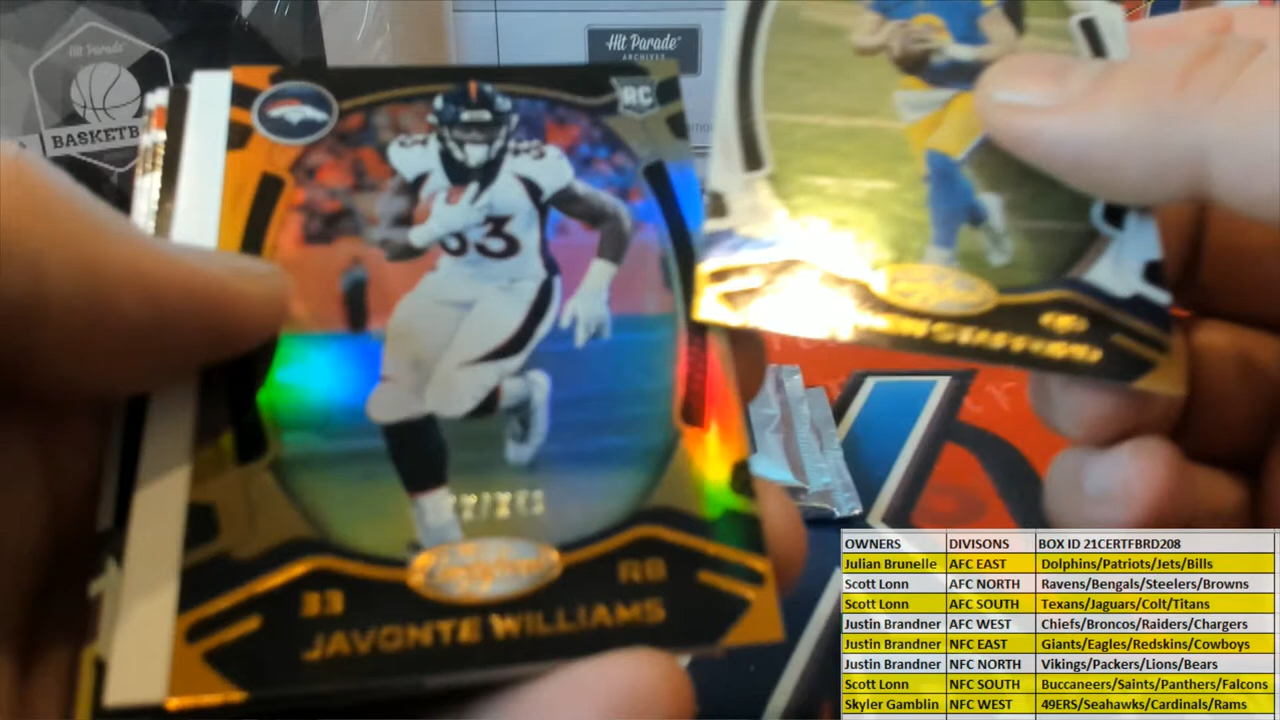 Hit Parade
BASKETB
Hit Parade
ARCHIVES
RC
33
33
RB
JAVONTE WILLIAMS
STAFFORD
OWNERS DIVISONS BOX ID 21CERTFBRD208
Julian Brunelle AFC EAST Dolphins/Patriots/Jets/Bills
Scott Lonn AFC NORTH Ravens/Bengals/Steelers/Browns
Scott Lonn AFC SOUTH Texans/Jaguars/Colt/Titans
Justin Brandner AFC WEST Chiefs/Broncos/Raiders/Chargers
Justin Brandner NFC EAST Giants/Eagles/Redskins/Cowboys
Justin Brandner NFC NORTH Vikings/Packers/Lions/Bears
Scott Lonn NFC SOUTH Buccaneers/Saints/Panthers/Falcons
Skyler Gamblin NFC WEST 49ERS/Seahawks/Cardinals/Rams